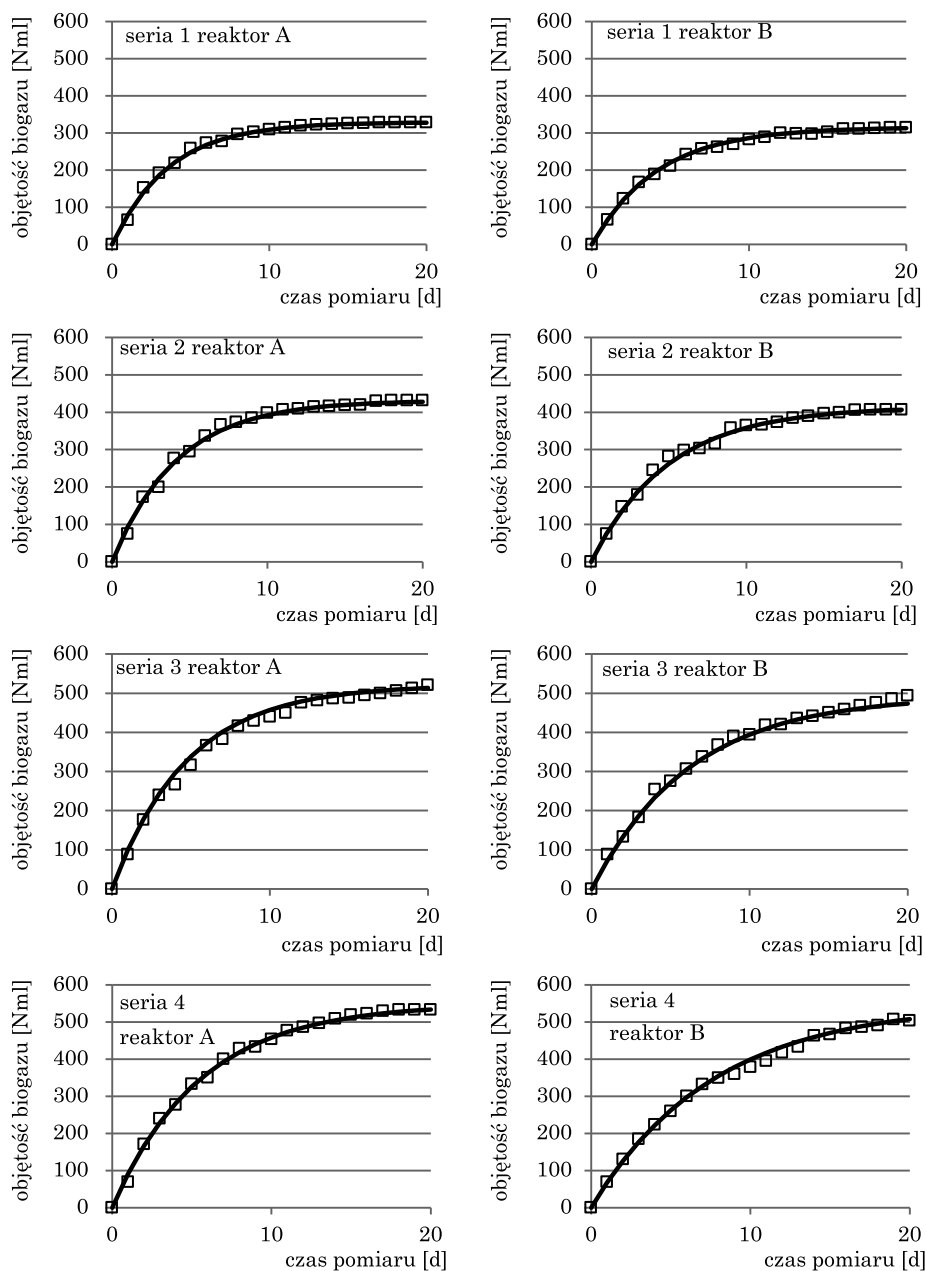 objętość biogazu [Nml]
seria 1 reaktor A
600
500
400
300
200
100
0
0 10 20
czas pomiaru [d]
objętość biogazu [Nml]
seria 1 reaktor B
600
500
400
300
200
100
0
0 10 20
czas pomiaru [d]
objętość biogazu [Nml]
seria 2 reaktor A
600
500
400
300
200
100
0
0 10 20
czas pomiaru [d]
objętość biogazu [Nml]
seria 2 reaktor B
600
500
400
300
200
100
0
0 10 20
czas pomiaru [d]
objętość biogazu [Nml]
seria 3 reaktor A
600
500
400
300
200
100
0
0 10 20
czas pomiaru [d]
objętość biogazu [Nml]
seria 3 reaktor B
600
500
400
300
200
100
0
0 10 20
czas pomiaru [d]
objętość biogazu [Nml]
seria 4
reaktor A
600
500
400
300
200
100
0
0 10 20
czas pomiaru [d]
objętość biogazu [Nml]
seria 4
reaktor B
600
500
400
300
200
100
0
0 10 20
czas pomiaru [d]